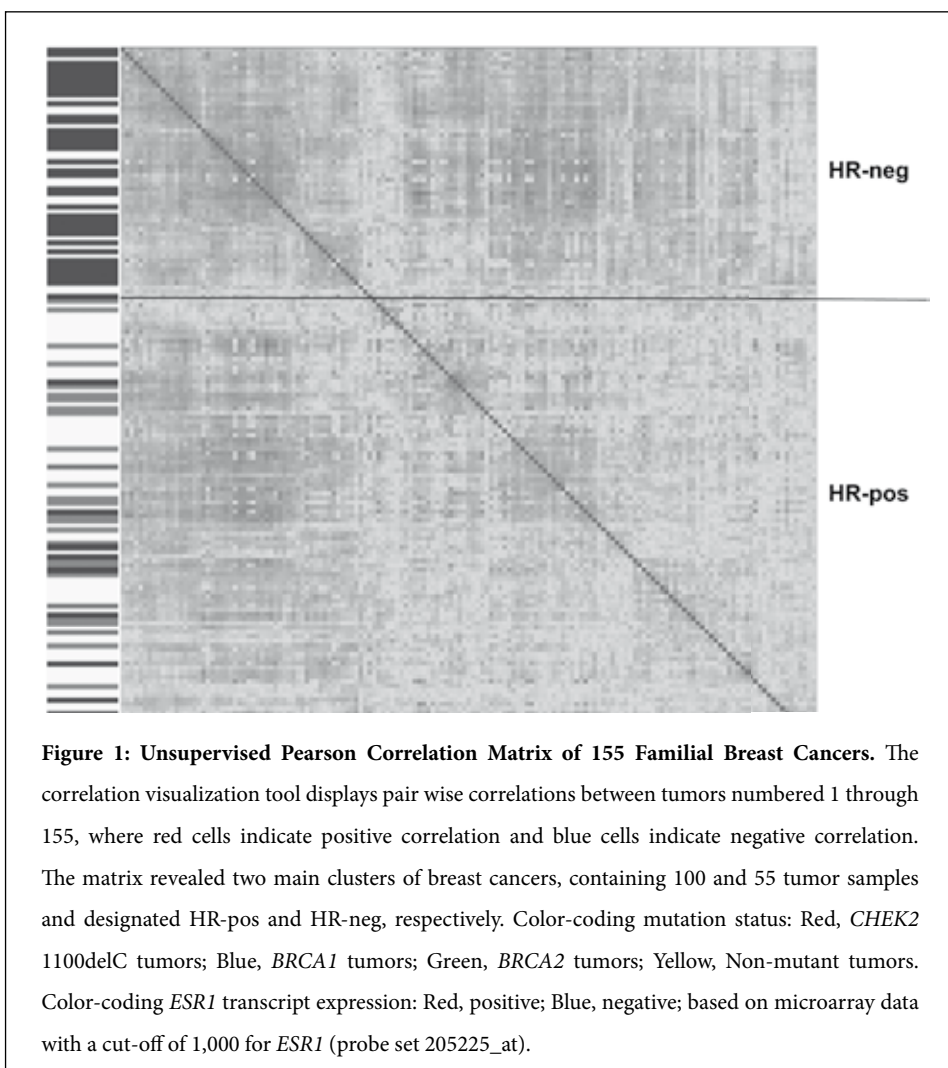 HR-neg
HR-pos
Figure 1: Unsupervised Pearson Correlation Matrix of 155 Familial Breast Cancers. The
correlation visualization tool displays pair wise correlations between tumors numbered 1 through
155, where red cells indicate positive correlation and blue cells indicate negative correlation.
The matrix revealed two main clusters of breast cancers, containing 100 and 55 tumor samples
and designated HR-pos and HR-neg, respectively. Color-coding mutation status: Red, CHEK2
1100delC tumors; Blue, BRCA1 tumors; Green, BRCA2 tumors; Yellow, Non-mutant tumors.
Color-coding ESR1 transcript expression: Red, positive; Blue, negative; based on microarray data
with a cut-off of 1,000 for ESR1 (probe set 205225_at).